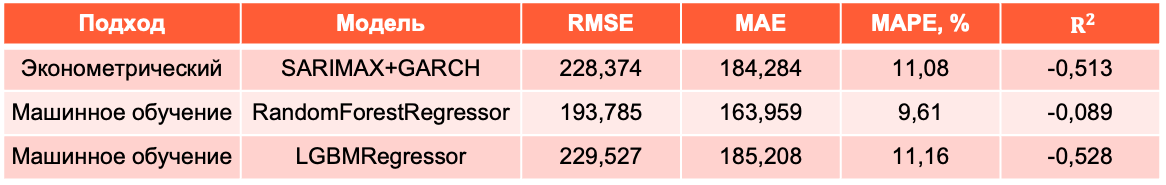 Подход Модель RMSE MAE MAPE, % R²
Эконометрический SARIMAX+GARCH 228,374 184,284 11,08 -0,513
Машинное обучение RandomForestRegressor 193,785 163,959 9,61 -0,089
Машинное обучение LGBMRegressor 229,527 185,208 11,16 -0,528